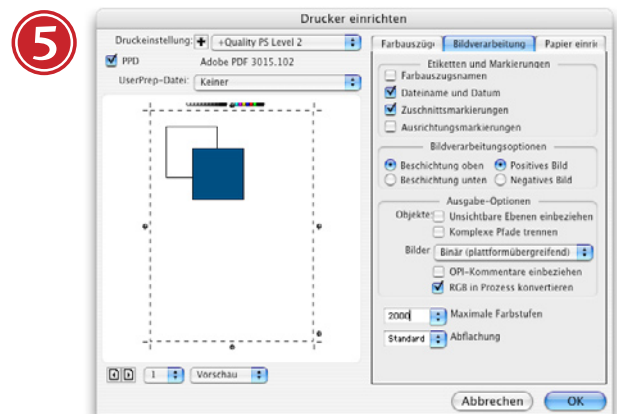 5
Drucker einrichten
Druckeinstellung: +Quality PS Level 2
PPD Adobe PDF 3015.102
UserPrep-Datei: Keiner
1 Vorschau
Farbauszüg Bildverarbeitung Papier einri
Etiketten und Markierungen
Farbauszugsnamen
Dateiname und Datum
Zuschnittsmarkierungen
Ausrichtungsmarkierungen
Bildverarbeitungsoptionen
Beschichtung oben Positives Bild
Beschichtung unten Negatives Bild
Ausgabe-Optionen
Objekte: Unsichtbare Ebenen einbeziehen
Komplexe Pfade trennen
Bilder Binär (plattformübergreifend)
OPI-Kommentare einbeziehen
RGB in Prozess konvertieren
2000 Maximale Farbstufen
Standard Abflachung
Abbrechen OK